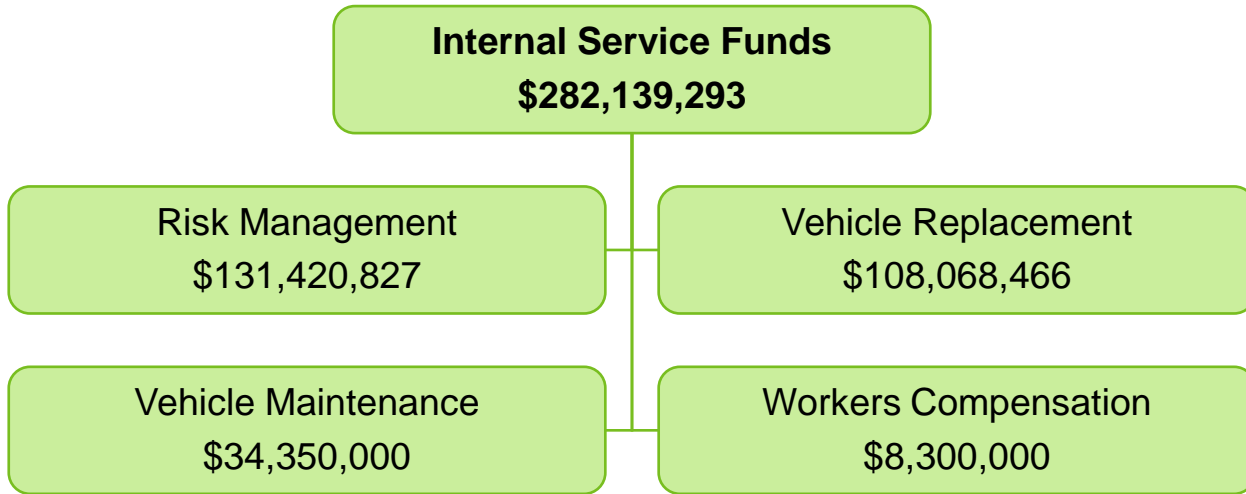 Internal Service Funds
$282,139,293
Risk Management
$131,420,827
Vehicle Replacement
$108,068,466
Vehicle Maintenance
$34,350,000
Workers Compensation
$8,300,000